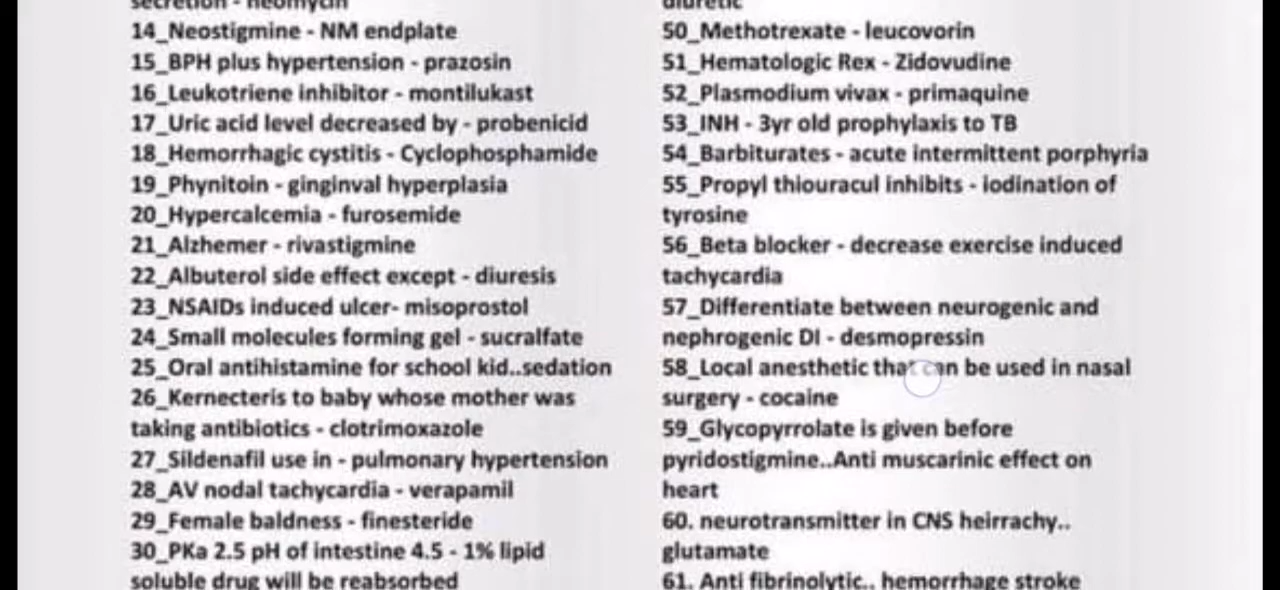 secretion - neomycin
14_Neostigmine - NM endplate
15_BPH plus hypertension - prazosin
16_Leukotriene inhibitor - montilukast
17_Uric acid level decreased by - probenicid
18_Hemorrhagic cystitis - Cyclophosphamide
19_Phynitoin - ginginval hyperplasia
20_Hypercalcemia - furosemide
21_Alzhemer - rivastigmine
22_Albuterol side effect except - diuresis
23_NSAIDs induced ulcer- misoprostol
24_Small molecules forming gel - sucralfate
25_Oral antihistamine for school kid..sedation
26_Kernecteris to baby whose mother was
taking antibiotics - clotrimoxazole
27_Sildenafil use in - pulmonary hypertension
28_AV nodal tachycardia - verapamil
29_Female baldness - finesteride
30_PKa 2.5 pH of intestine 4.5 - 1% lipid
soluble drug will be reabsorbed
diuretic
50_Methotrexate - leucovorin
51_Hematologic Rex - Zidovudine
52_Plasmodium vivax - primaquine
53_INH - 3yr old prophylaxis to TB
54_Barbiturates - acute intermittent porphyria
55_Propyl thiouracul inhibits - iodination of
tyrosine
56_Beta blocker - decrease exercise induced
tachycardia
57_Differentiate between neurogenic and
nephrogenic DI - desmopressin
58_Local anesthetic that can be used in nasal
surgery - cocaine
59_Glycopyrrolate is given before
pyridostigmine..Anti muscarinic effect on
heart
60. neurotransmitter in CNS heirrachy..
glutamate
61. Anti fibrinolytic.. hemorrhage stroke